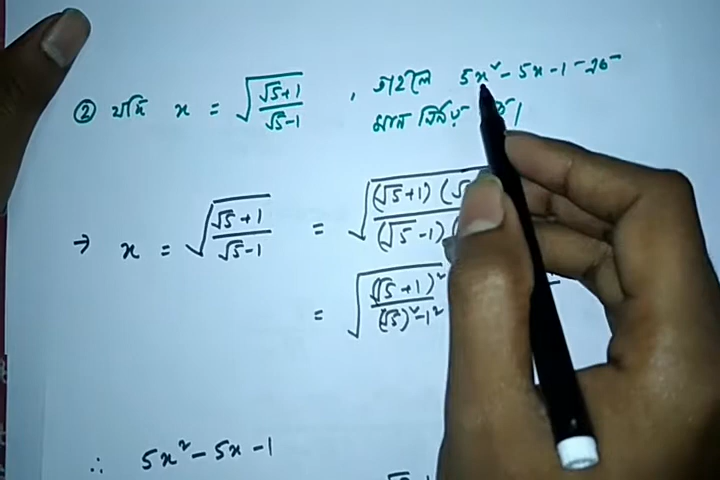 ② যদি x = √((√5+1)/(√5-1)) , তাহলে 5x² - 5x - 1 -এর
মান নির্ণয়
→ x = √((√5+1)/(√5-1)) = √((√5+1)(√5 / (√5-1)(
= √((√5+1)²/(√5)²-1²)
∴ 5x² - 5x - 1